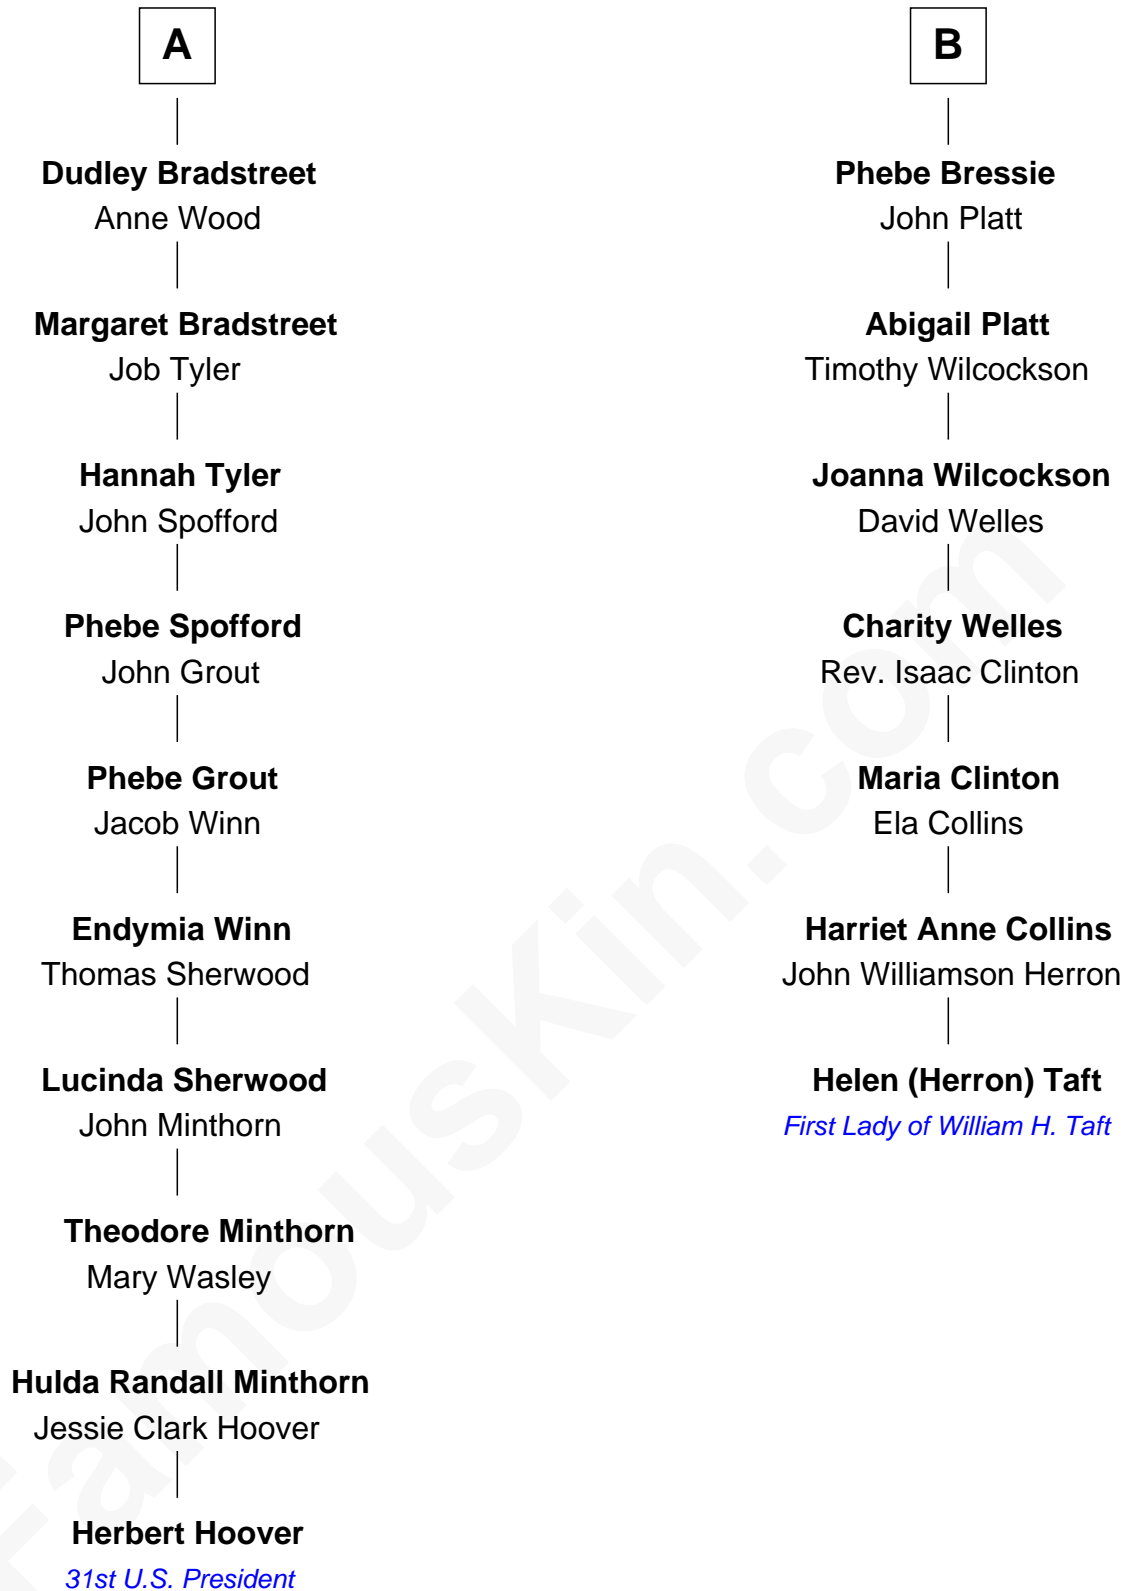 A
Dudley Bradstreet
Anne Wood
Margaret Bradstreet
Job Tyler
Hannah Tyler
John Spofford
Phebe Spofford
John Grout
Phebe Grout
Jacob Winn
Endymia Winn
Thomas Sherwood
Lucinda Sherwood
John Minthorn
Theodore Minthorn
Mary Wasley
Hulda Randall Minthorn
Jessie Clark Hoover
Herbert Hoover
31st U.S. President
B
Phebe Bressie
John Platt
Abigail Platt
Timothy Wilcockson
Joanna Wilcockson
David Welles
Charity Welles
Rev. Isaac Clinton
Maria Clinton
Ela Collins
Harriet Anne Collins
John Williamson Herron
Helen (Herron) Taft
First Lady of William H. Taft
FamousKin.com